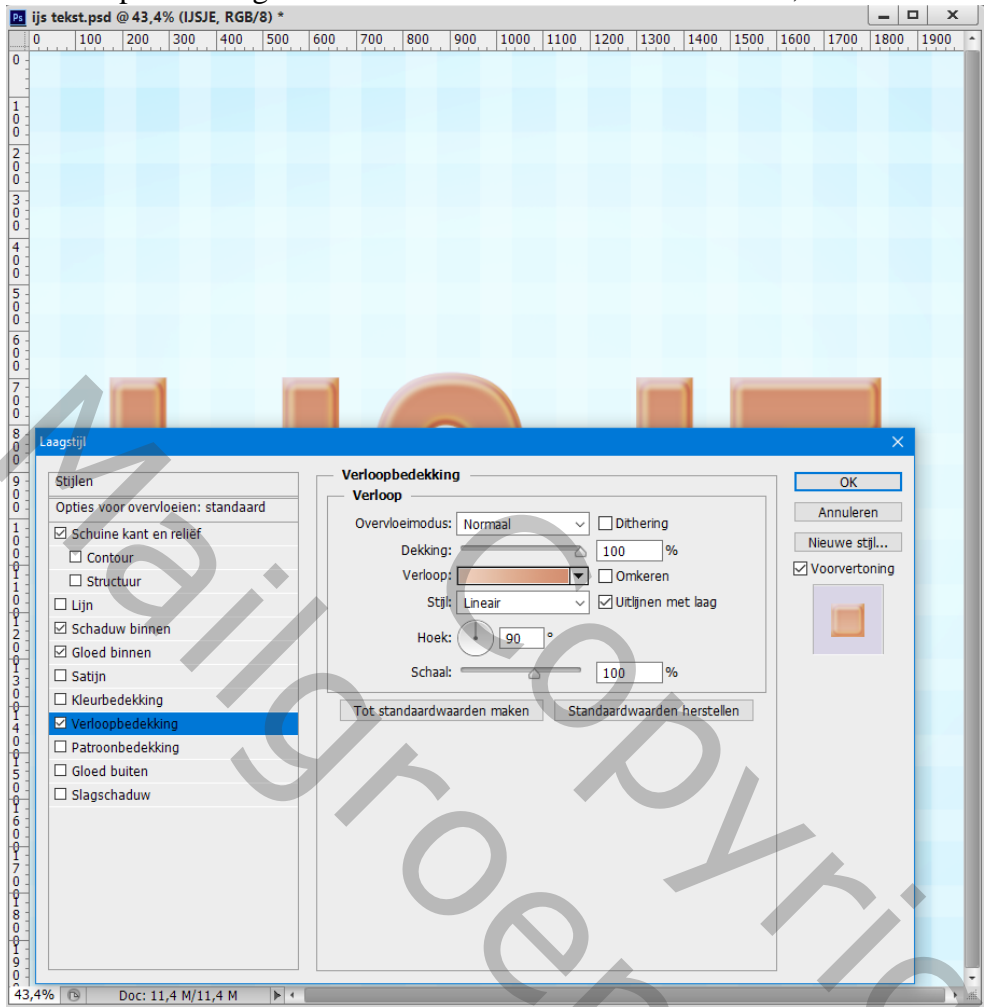 ijs tekst.psd @ 43,4% (IJSJE, RGB/8) *
0 100 200 300 400 500 600 700 800 900 1000 1100 1200 1300 1400 1500 1600 1700 1800 1900
Laagstijl
Stijlen
Opties voor overvloeien: standaard
Schuine kant en reliëf
Contour
Structuur
Lijn
Schaduw binnen
Gloed binnen
Satijn
Kleurbedekking
Verloopbedekking
Patroonbedekking
Gloed buiten
Slagschaduw
Verloopbedekking
Verloop
Overvloeimodus: Normaal Dithering
Dekking: 100 %
Verloop: Omkeren
Stijl: Lineair Uitlijnen met laag
Hoek: 90 °
Schaal: 100 %
Tot standaardwaarden maken Standaardwaarden herstellen
OK
Annuleren
Nieuwe stijl...
Voorvertoning
43,4% Doc: 11,4 M/11,4 M